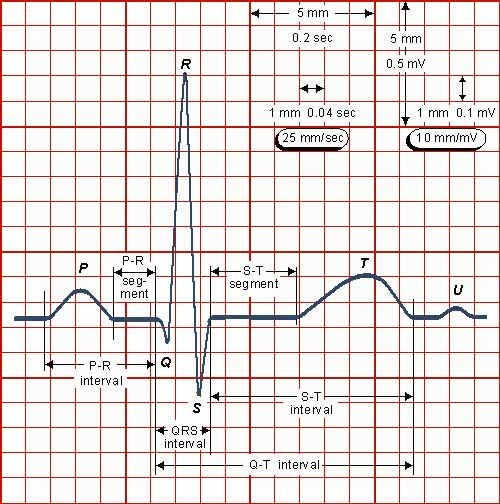 5 mm
0.2 sec
5 mm
0.5 mV
1 mm 0.04 sec
25 mm/sec
1 mm 0.1 mV
10 mm/mV
R
P
P-R
seg-
ment
S-T
segment
T
U
Q
P-R
interval
S
S-T
interval
QRS
interval
Q-T interval